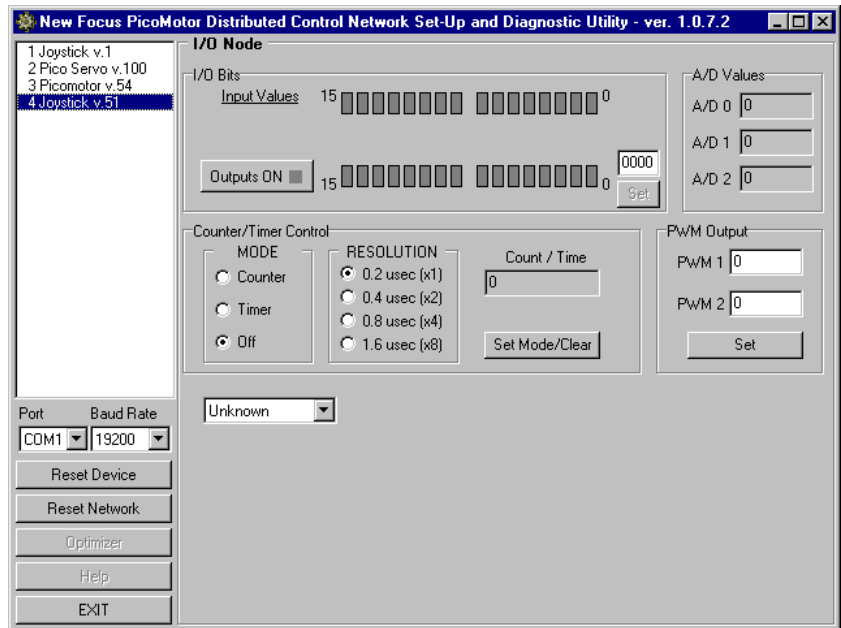 New Focus PicoMotor Distributed Control Network Set-Up and Diagnostic Utility - ver. 1.0.7.2
1 Joystick v.1
2 Pico Servo v.100
3 Picomotor v.54
4 Joystick v.51
Port
Baud Rate
COM1
19200
Reset Device
Reset Network
Optimizer
Help
EXIT
I/O Node
I/O Bits
Input Values
15
0
Outputs ON
15
0
0000
Set
A/D Values
A/D 0 0
A/D 1 0
A/D 2 0
Counter/Timer Control
MODE
Counter
Timer
Off
RESOLUTION
0.2 usec (x1)
0.4 usec (x2)
0.8 usec (x4)
1.6 usec (x8)
Count / Time
0
Set Mode/Clear
PWM Output
PWM 1 0
PWM 2 0
Set
Unknown